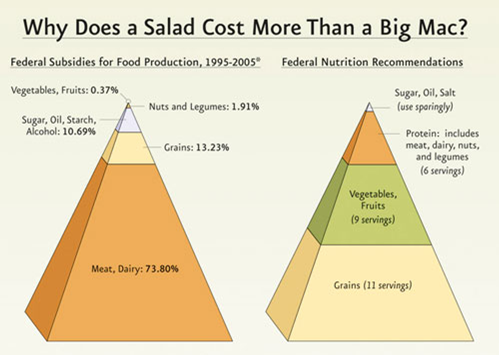 Why Does a Salad Cost More Than a Big Mac?
Federal Subsidies for Food Production, 1995-2005*
Vegetables, Fruits: 0.37%
Nuts and Legumes: 1.91%
Sugar, Oil, Starch,
Alcohol: 10.69%
Grains: 13.23%
Meat, Dairy: 73.80%
Federal Nutrition Recommendations
Sugar, Oil, Salt
(use sparingly)
Protein: includes
meat, dairy, nuts,
and legumes
(6 servings)
Vegetables,
Fruits
(9 servings)
Grains (11 servings)